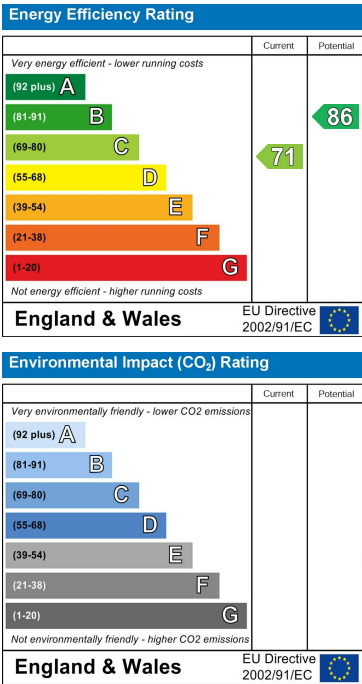 Energy Efficiency Rating
Current Potential
Very energy efficient - lower running costs
(92 plus) A
(81-91) B
86
(69-80) C
71
(55-68) D
(39-54) E
(21-38) F
(1-20) G
Not energy efficient - higher running costs
England & Wales
EU Directive
2002/91/EC
Environmental Impact (CO₂) Rating
Current Potential
Very environmentally friendly - lower CO2 emissions
(92 plus) A
(81-91) B
(69-80) C
(55-68) D
(39-54) E
(21-38) F
(1-20) G
Not environmentally friendly - higher CO2 emissions
England & Wales
EU Directive
2002/91/EC